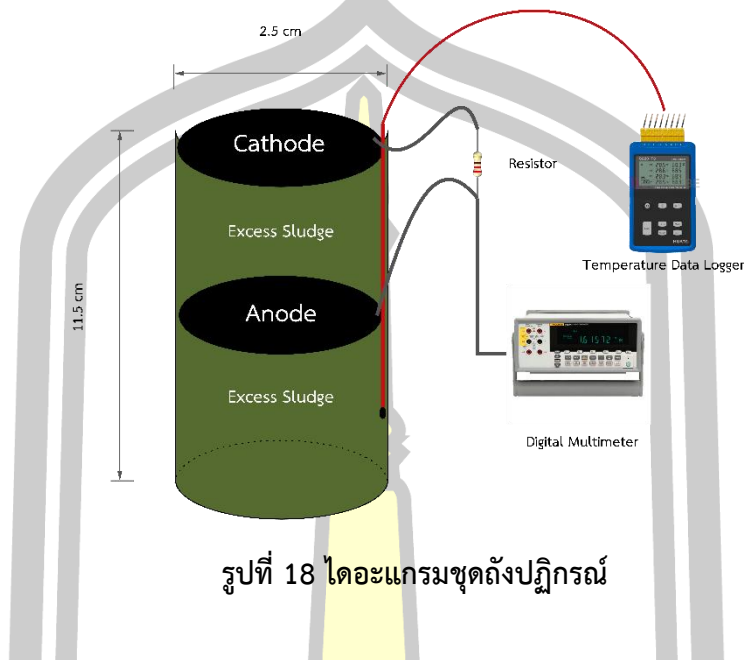 2.5 cm
Cathode
Resistor
Excess Sludge
Temperature Data Logger
11.5 cm
Anode
1.61572
Excess Sludge
Digital Multimeter
รูปที่ 18 ไดอะแกรมชุดถังปฏิกรณ์